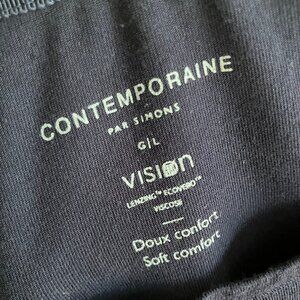 CONTEMPORAINE
PAR SIMONS
G|L
VISION
LENZING™ ECOVERO™
VISCOSE
Doux confort
Soft comfort